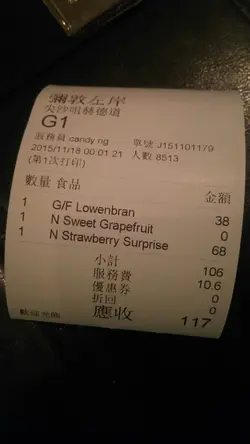 彌敦左岸
尖沙咀赫德道
G1
服務員 candy ng 單號 J151101179
2015/11/18 00:01:21 人數 8513
(第1次打印)
數量 食品 金額
1 G/F Lowenbran 38
1 N Sweet Grapefruit 0
1 N Strawberry Surprise 68
小計 106
服務費 10.6
優惠券 0
折回 0
應收 117